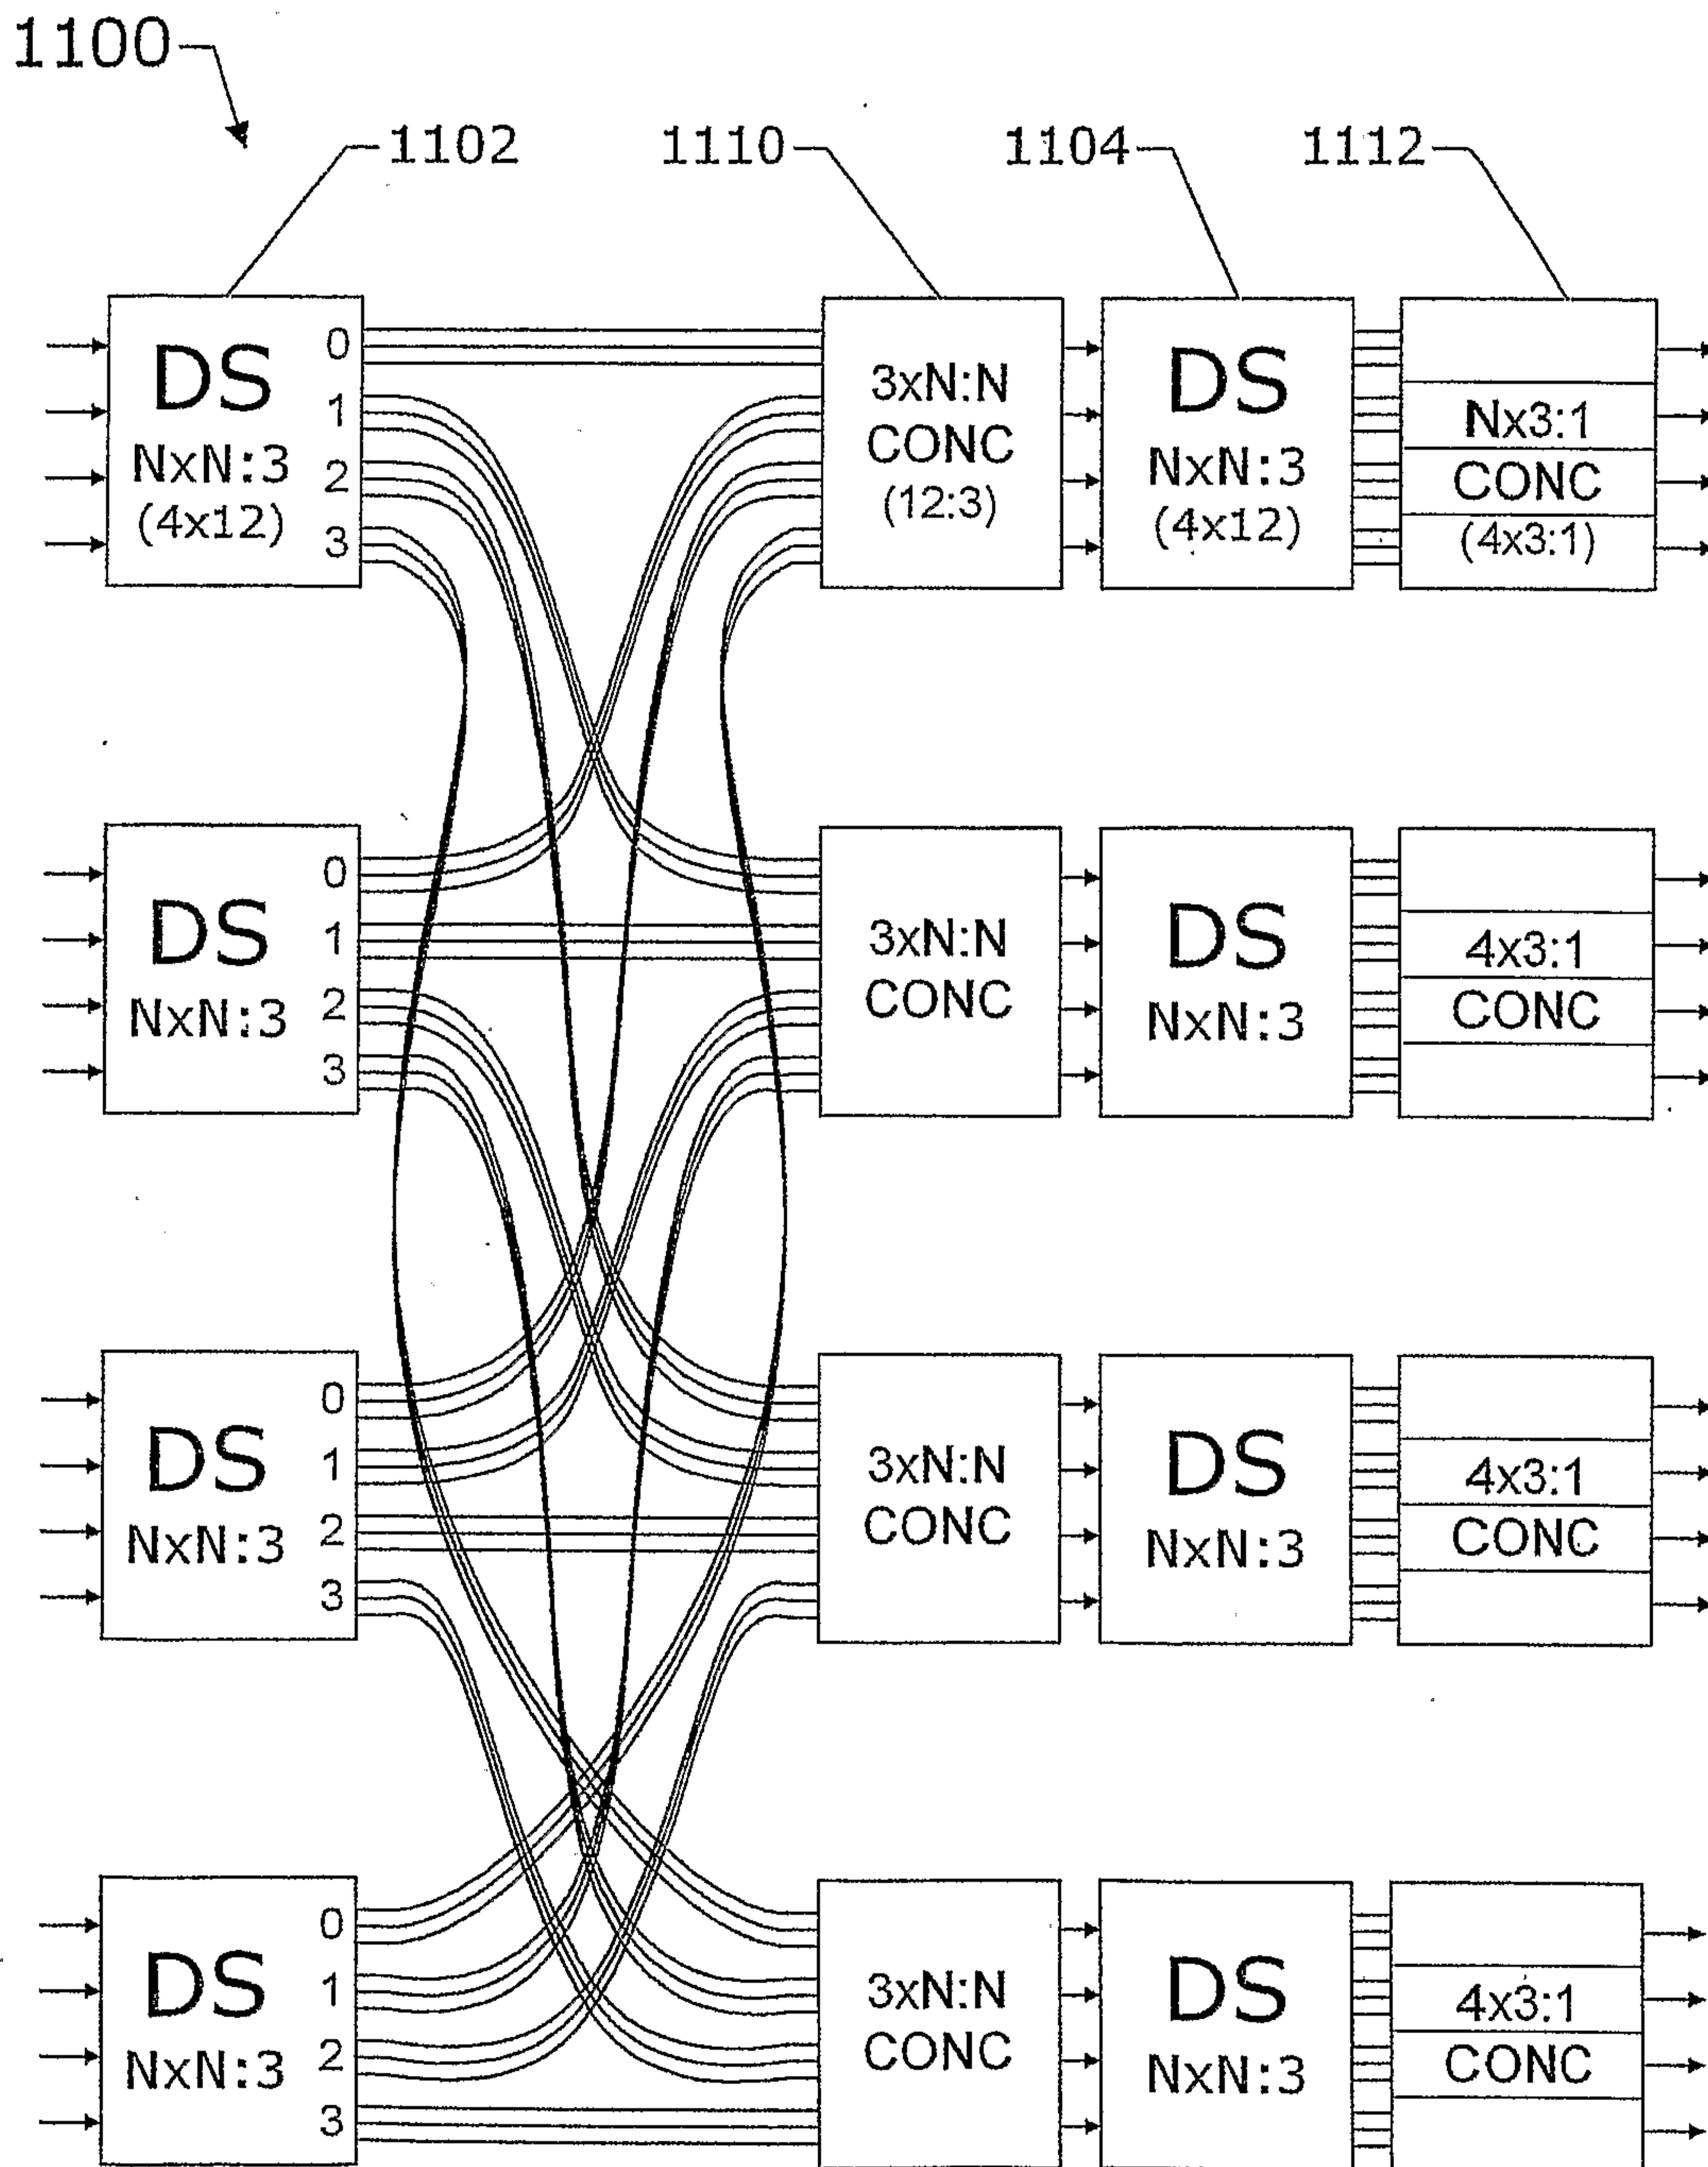 1100
1102 1110 1104 1112
DS
NxN:3
(4x12)
0
1
2
3
3xN:N
CONC
(12:3)
DS
NxN:3
(4x12)
Nx3:1
CONC
(4x3:1)
DS
NxN:3
0
1
2
3
3xN:N
CONC
DS
NxN:3
4x3:1
CONC
DS
NxN:3
0
1
2
3
3xN:N
CONC
DS
NxN:3
4x3:1
CONC
DS
NxN:3
0
1
2
3
3xN:N
CONC
DS
NxN:3
4x3:1
CONC